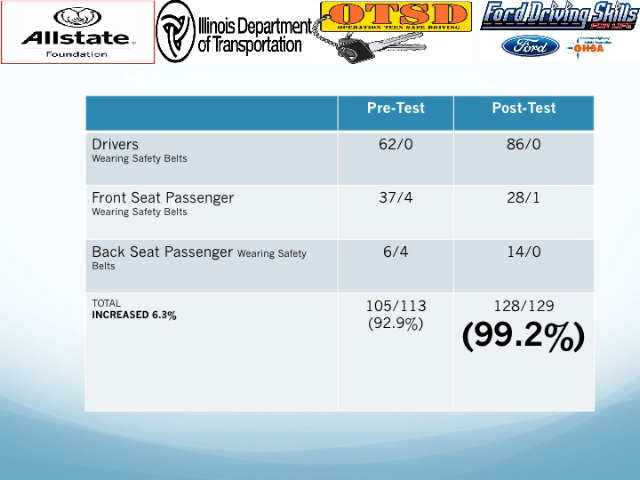 Allstate
Foundation
Illinois Department
of Transportation
OTSD
OPERATION TEEN SAFE DRIVING
Ford Driving Skills
FOR LIFE
Ford
GHSA
Pre-Test Post-Test
Drivers 62/0 86/0
Wearing Safety Belts
Front Seat Passenger 37/4 28/1
Wearing Safety Belts
Back Seat Passenger Wearing Safety 6/4 14/0
Belts
TOTAL 105/113 128/129
INCREASED 6.3% (92.9%) (99.2%)